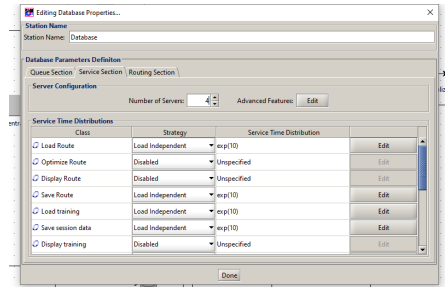 Editing Database Properties...
Station Name
Station Name: Database
Database Parameters Definiton
Queue Section Service Section Routing Section
Server Configuration
Number of Servers: 4 Advanced Features: Edit
Service Time Distributions
Class Strategy Service Time Distribution
Load Route Load Independent exp(10) Edit
Optimize Route Disabled Unspecified Edit
Display Route Disabled Unspecified Edit
Save Route Load Independent exp(10) Edit
Load training Load Independent exp(10) Edit
Save session data Load Independent exp(10) Edit
Display training Disabled Unspecified Edit
Done